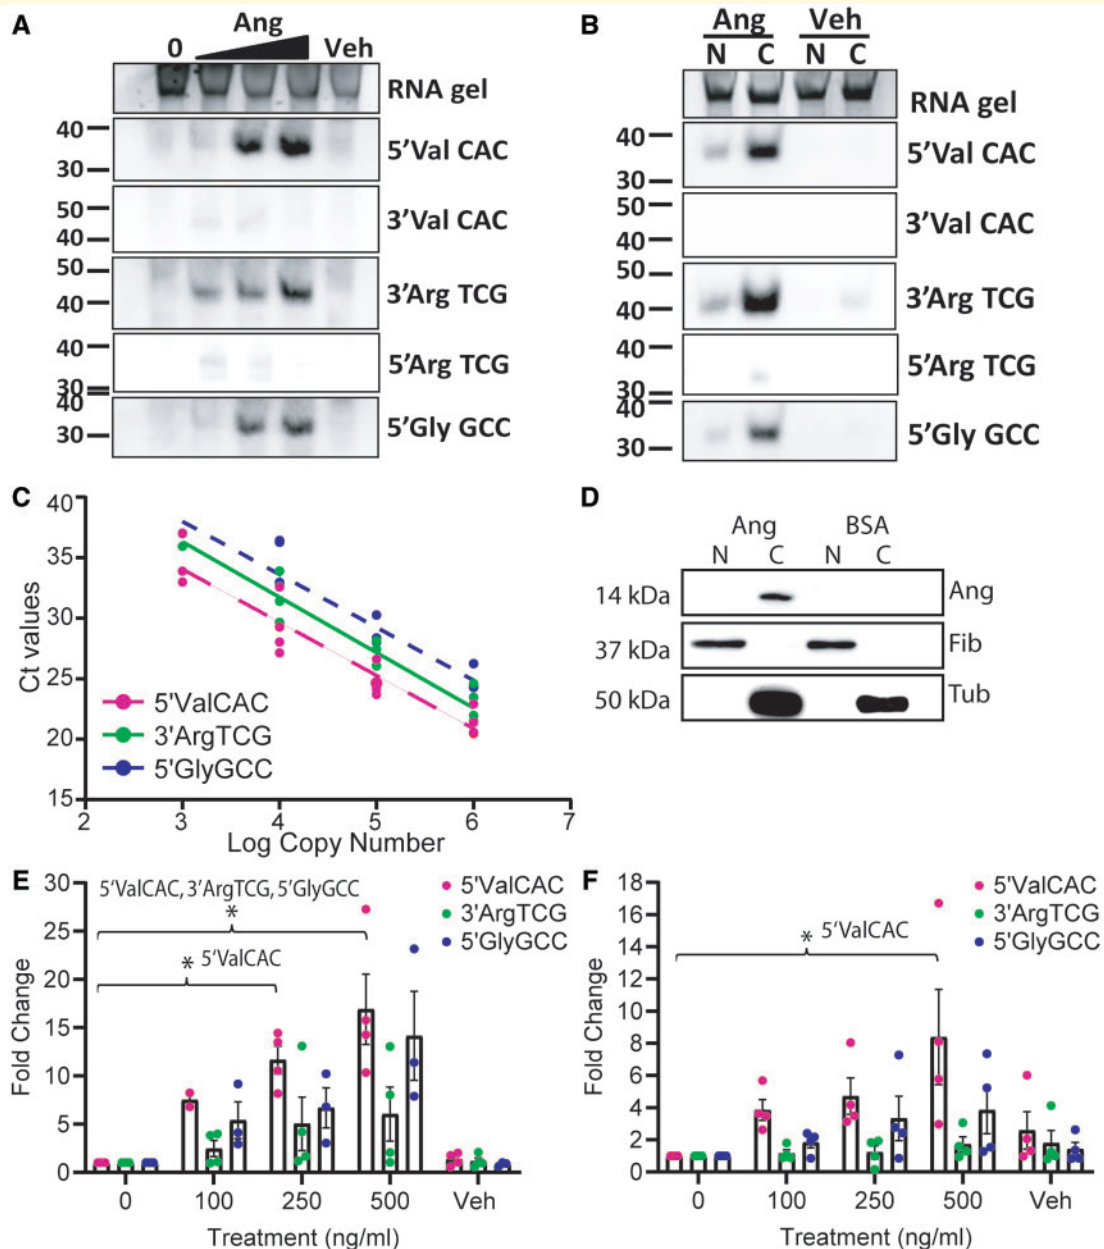 A
Ang
0 Veh
RNA gel
40
30
5'Val CAC
50
40
3'Val CAC
50
40
3'Arg TCG
40
30
5'Arg TCG
40
30
5'Gly GCC
B
Ang Veh
N C N C
RNA gel
40
30
5'Val CAC
50
40
3'Val CAC
50
40
3'Arg TCG
40
30
5'Arg TCG
40
30
5'Gly GCC
C
40
35
30
25
20
15
Ct values
5'ValCAC
3'ArgTCG
5'GlyGCC
2 3 4 5 6 7
Log Copy Number
D
Ang BSA
N C N C
14 kDa Ang
37 kDa Fib
50 kDa Tub
E
30
25
20
15
10
5
0
Fold Change
5'ValCAC, 3'ArgTCG, 5'GlyGCC
*
* 5'ValCAC
5'ValCAC
3'ArgTCG
5'GlyGCC
0 100 250 500 Veh
Treatment (ng/ml)
F
18
16
14
12
10
8
6
4
2
0
Fold Change
* 5'ValCAC
5'ValCAC
3'ArgTCG
5'GlyGCC
0 100 250 500 Veh
Treatment (ng/ml)